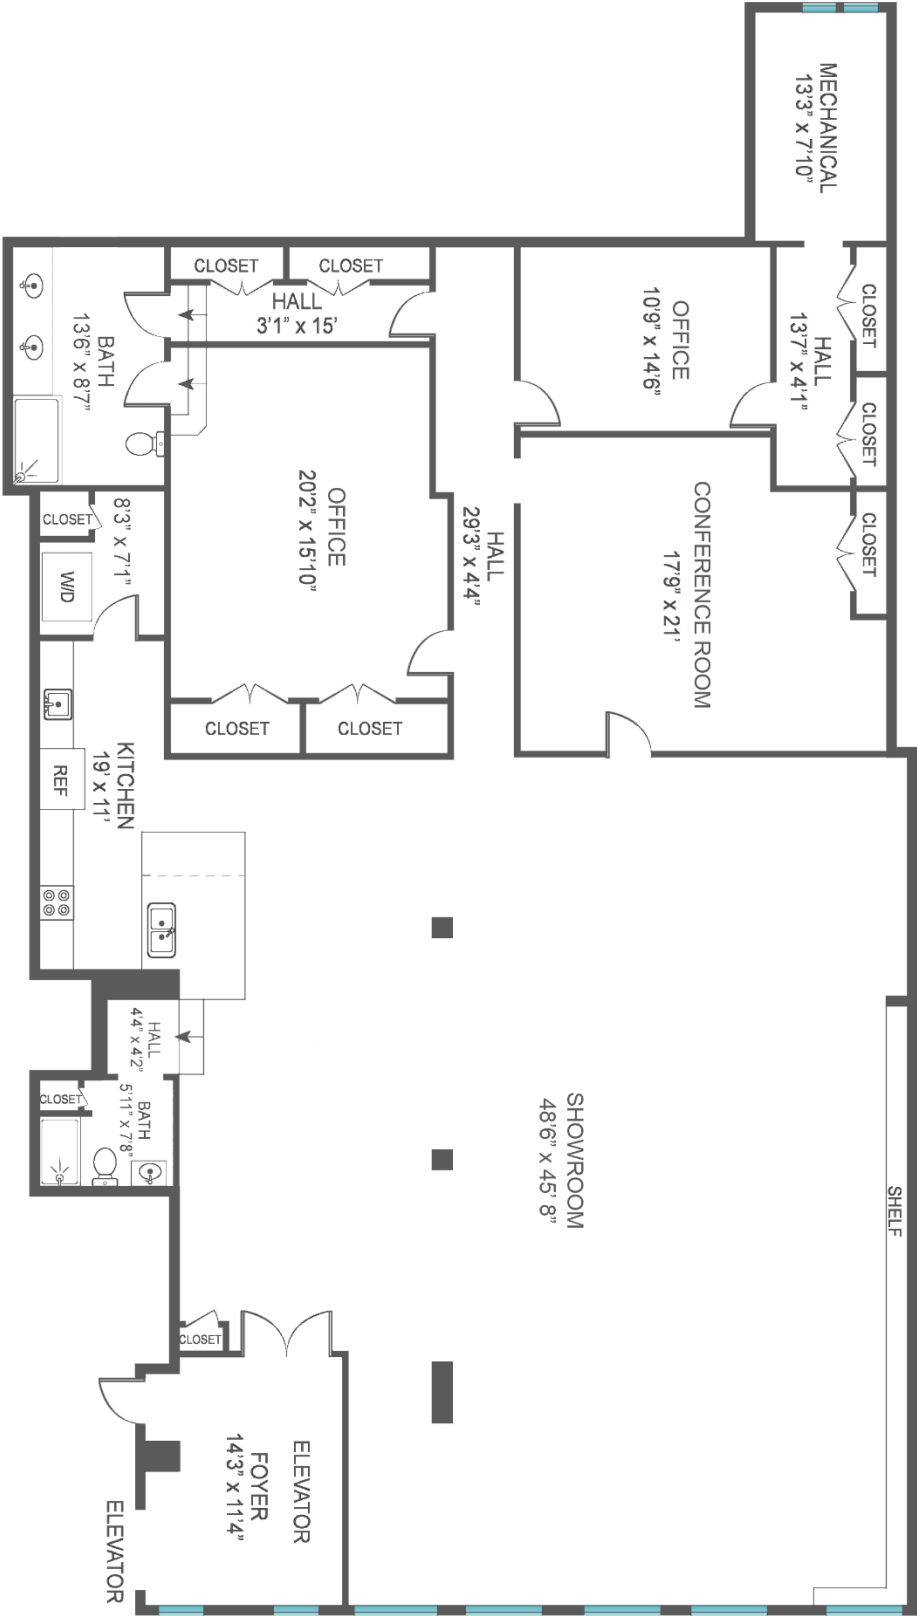 MECHANICAL
13'3" x 7'10"
CLOSET
CLOSET
HALL
3'1" x 15'
BATH
13'6" x 8'7"
OFFICE
10'9" x 14'6"
HALL
13'7" x 4'1"
CLOSET
CLOSET
CLOSET
OFFICE
20'2" x 15'10"
HALL
29'3" x 4'4"
CONFERENCE ROOM
17'9" x 21'
CLOSET
8'3" x 7'1"
W/D
CLOSET
CLOSET
KITCHEN
19' x 11'
REF
HALL
4'4" x 4'2"
BATH
5'11" x 7'8"
CLOSET
SHOWROOM
48'6" x 45' 8"
SHELF
CLOSET
ELEVATOR
FOYER
14'3" x 11'4"
ELEVATOR